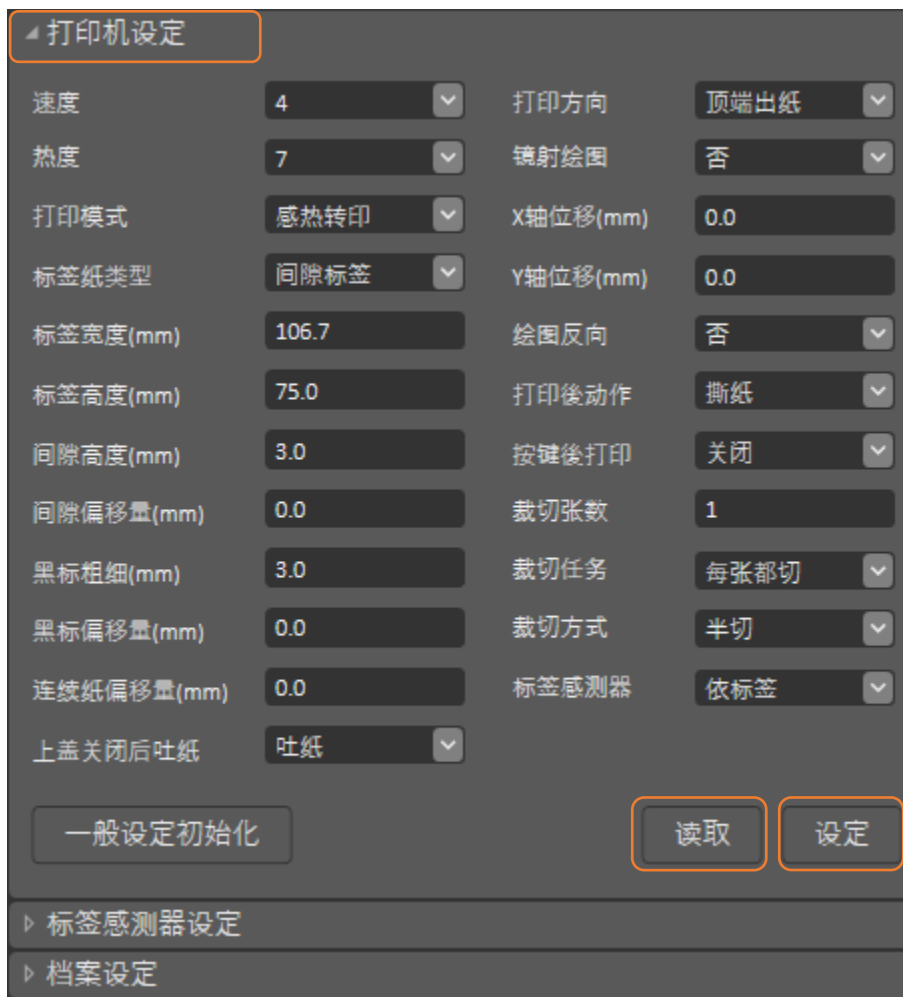 打印机设定
速度 4 打印方向 顶端出纸
热度 7 镜射绘图 否
打印模式 感热转印 X轴位移(mm) 0.0
标签纸类型 间隙标签 Y轴位移(mm) 0.0
标签宽度(mm) 106.7 绘图反向 否
标签高度(mm) 75.0 打印後动作 撕纸
间隙高度(mm) 3.0 按键後打印 关闭
间隙偏移量(mm) 0.0 裁切张数 1
黑标粗细(mm) 3.0 裁切任务 每张都切
黑标偏移量(mm) 0.0 裁切方式 半切
连续纸偏移量(mm) 0.0 标签感测器 依标签
上盖关闭后吐纸 吐纸
一般设定初始化 读取 设定
标签感测器设定
档案设定